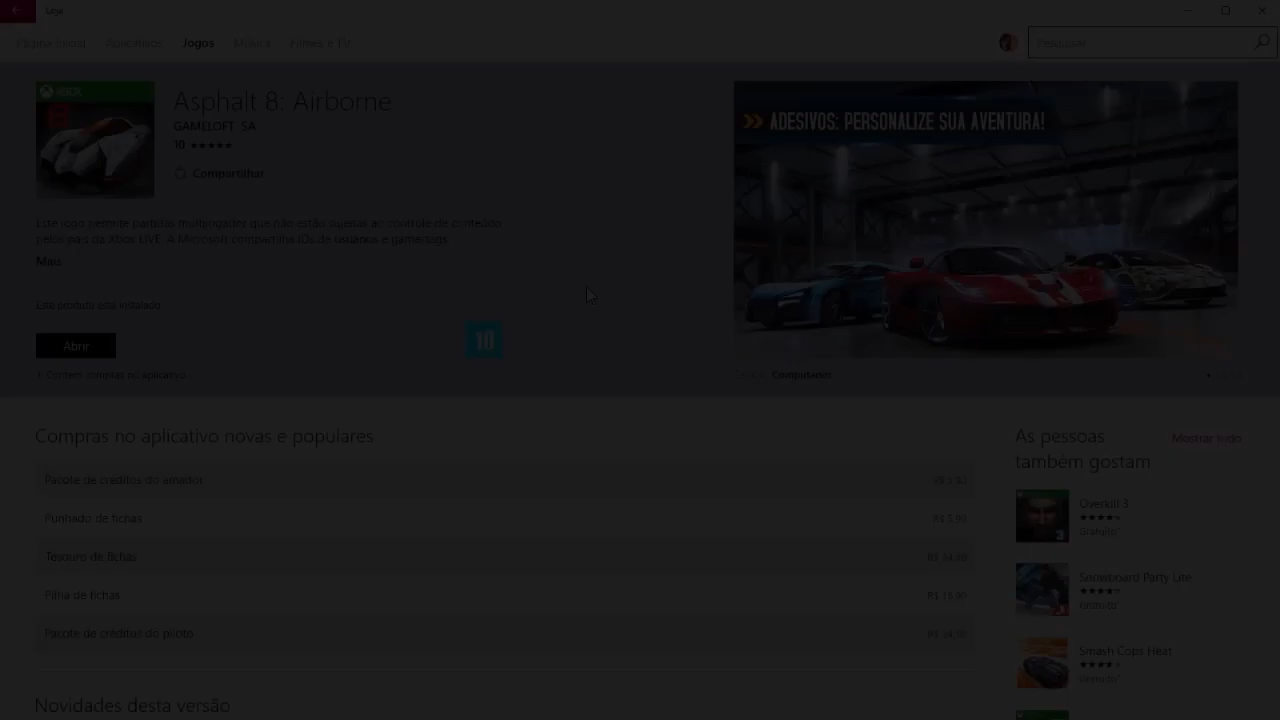 Loja
Página Inicial Aplicativos Jogos Música Filmes e TV
Pesquisar
XBOX
Asphalt 8: Airborne
GAMELOFT SA
10 ★★★★★
Compartilhar
Este jogo permite partidas multijogador que não estão sujeitas ao controle de conteúdo
pelos pais da Xbox LIVE. A Microsoft compartilha IDs de usuários e gamertags
Mais
Este produto está instalado
Abrir
10
+ Contém compras no aplicativo
ADESIVOS: PERSONALIZE SUA AVENTURA!
Computador
Compras no aplicativo novas e populares
Pacote de créditos do amador
Punhado de fichas
Tesouro de fichas
Pilha de fichas
Pacote de créditos do piloto
Novidades desta versão
As pessoas
também gostam
Mostrar tudo
Overkill 3
Gratuito*
Snowboard Party Lite
Gratuito*
Smash Cops Heat
Gratuito*